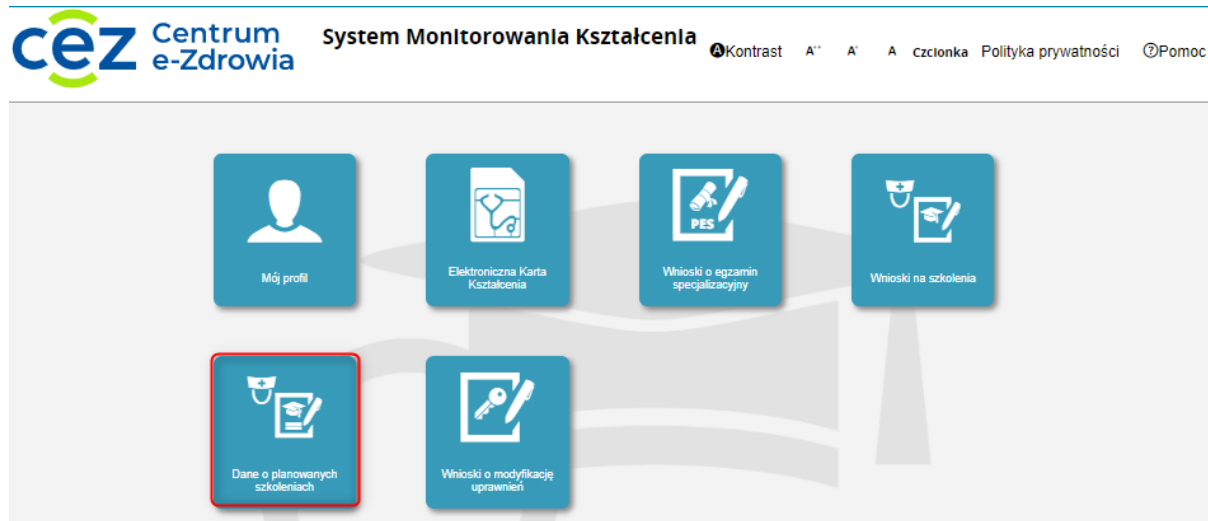 cez Centrum
e-Zdrowia
System Monitorowania Kształcenia
A Kontrast A++ A+ A Czcionka Polityka prywatności ?Pomoc
Mój profil
Elektroniczna Karta
Kształcenia
PES
Wnioski o egzamin
specjalizacyjny
Wnioski na szkolenia
Dane o planowanych
szkoleniach
Wnioski o modyfikację
uprawnień